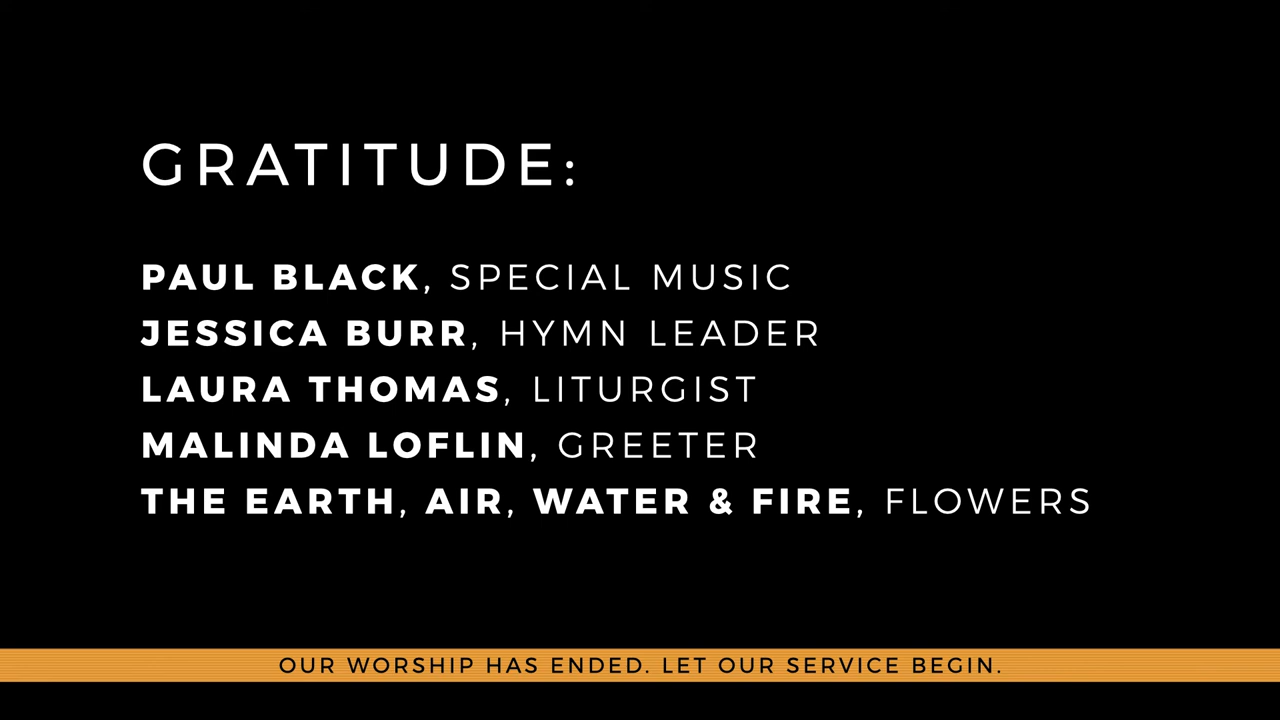 GRATITUDE:
PAUL BLACK, SPECIAL MUSIC
JESSICA BURR, HYMN LEADER
LAURA THOMAS, LITURGIST
MALINDA LOFLIN, GREETER
THE EARTH, AIR, WATER & FIRE, FLOWERS
OUR WORSHIP HAS ENDED. LET OUR SERVICE BEGIN.